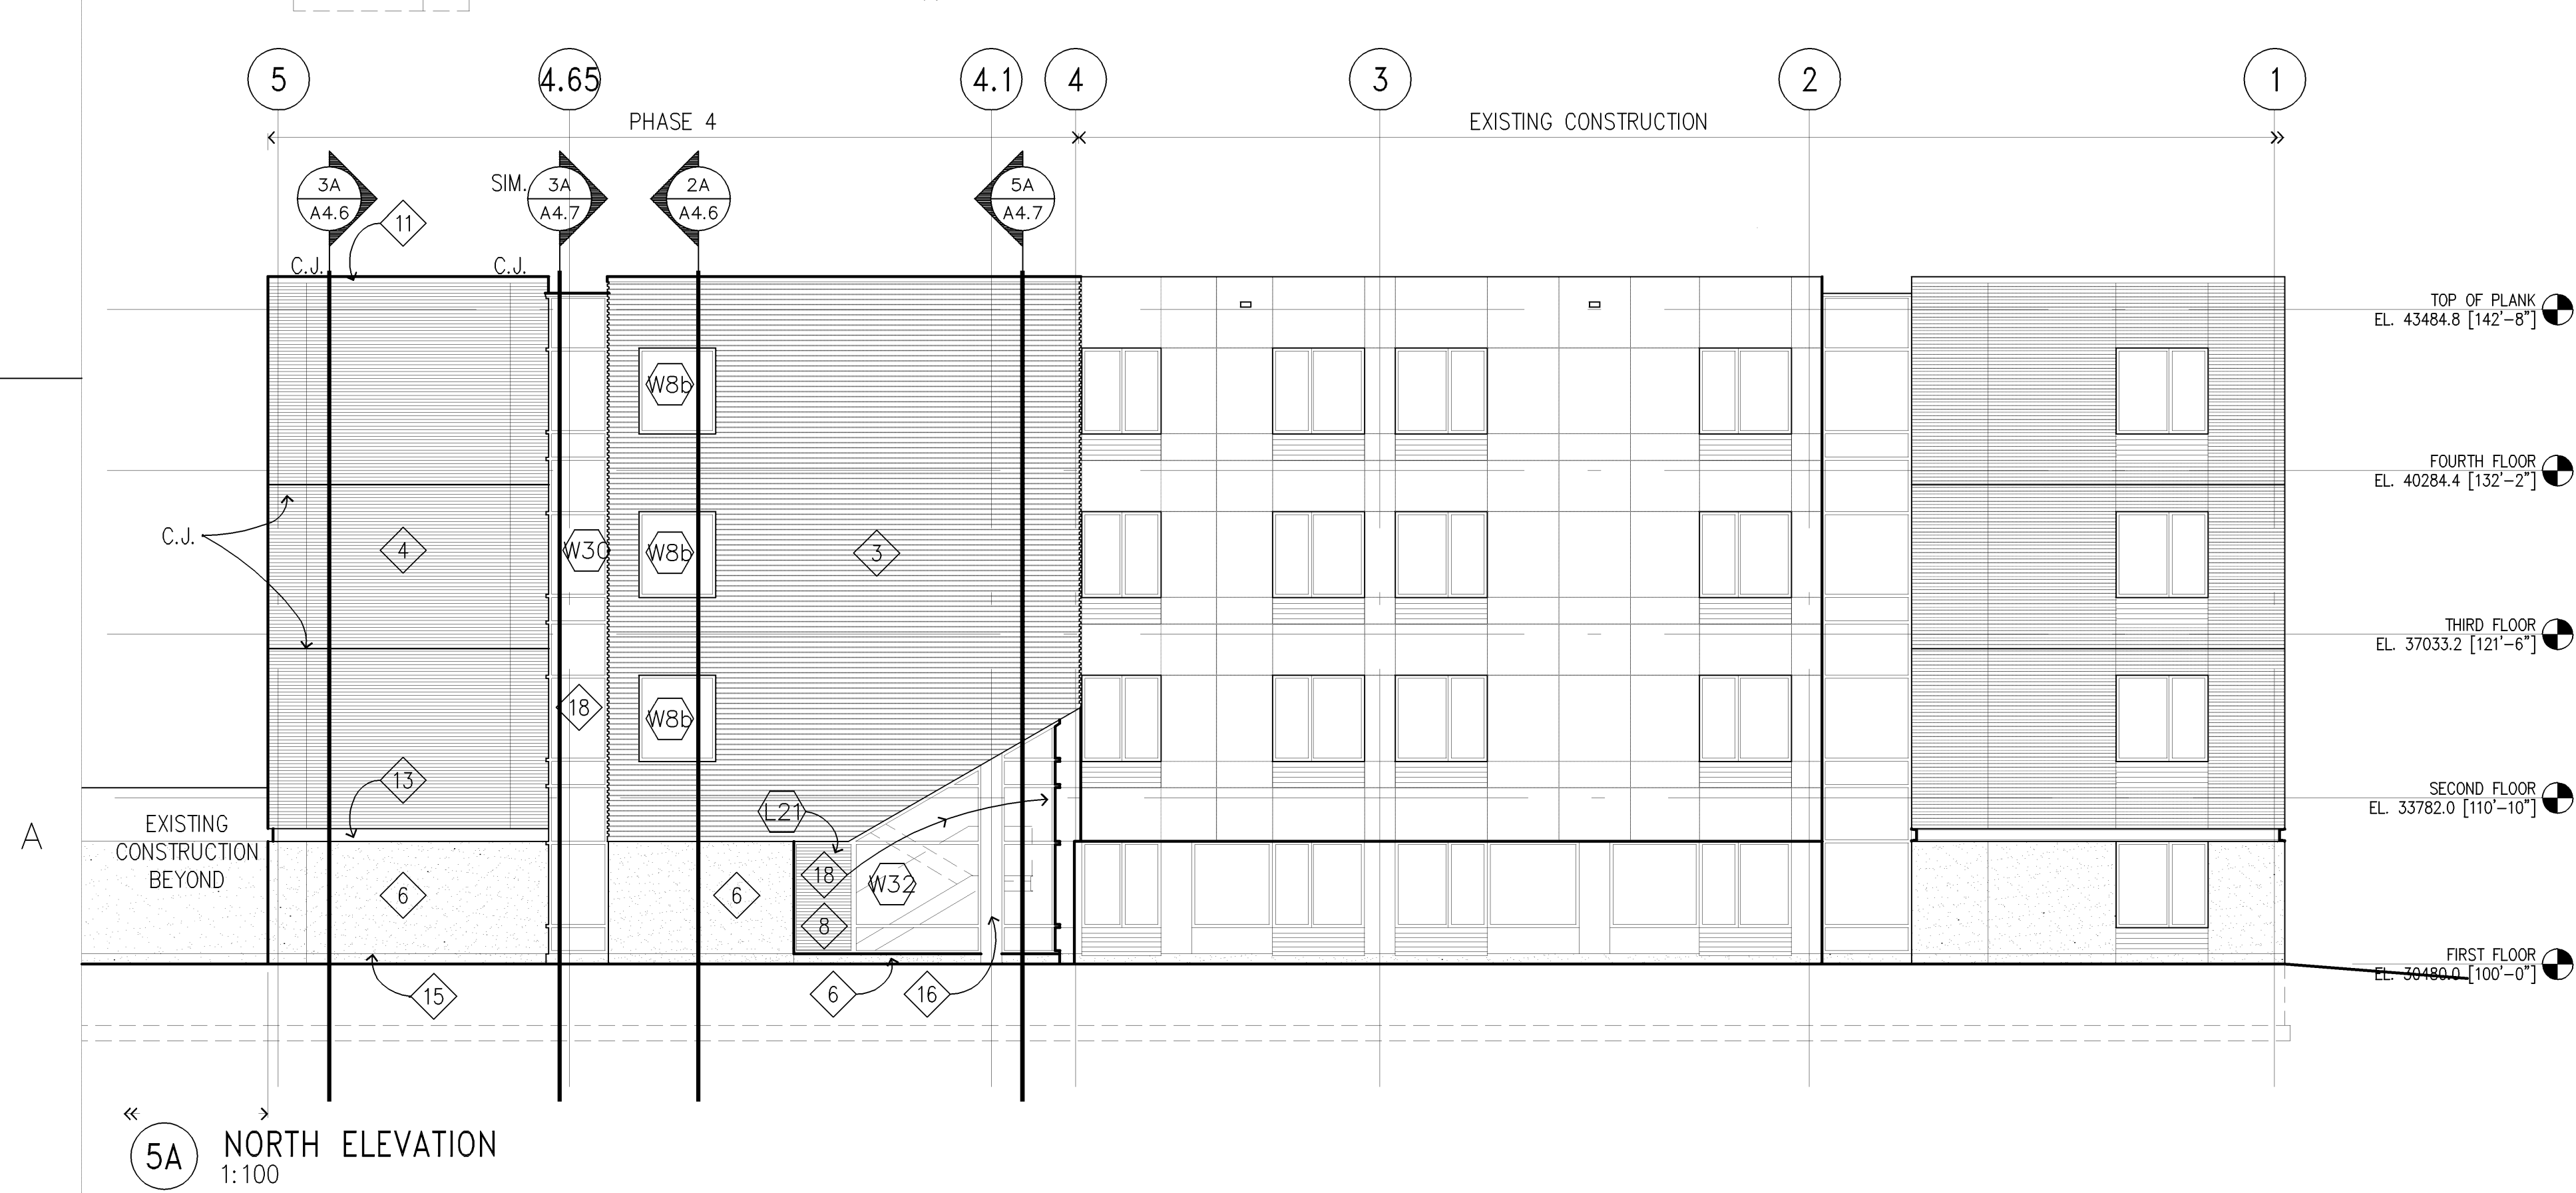 5
4.65
4.1
4
3
2
1
PHASE 4
EXISTING CONSTRUCTION
3A
A4.6
SIM.
3A
A4.7
2A
A4.6
5A
A4.7
11
C.J.
C.J.
TOP OF PLANK
EL. 43484.8 [142'-8"]
W8b
FOURTH FLOOR
EL. 40284.4 [132'-2"]
C.J.
4
W30
W8b
3
THIRD FLOOR
EL. 37033.2 [121'-6"]
18
W8b
13
L21
SECOND FLOOR
EL. 33782.0 [110'-10"]
A
EXISTING
CONSTRUCTION
BEYOND
6
6
18
W32
8
FIRST FLOOR
EL. 30480.0 [100'-0"]
15
6
16
5A
NORTH ELEVATION
1:100